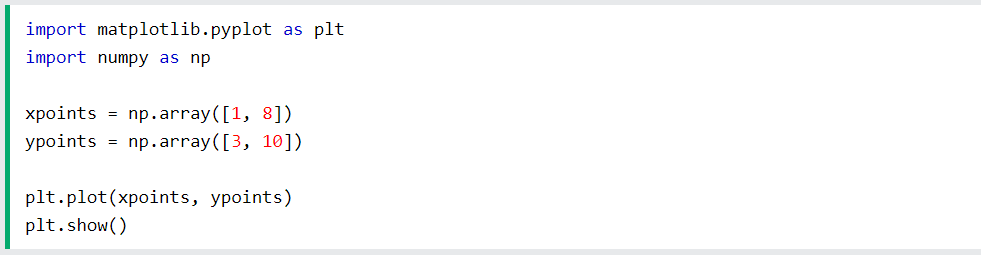 import matplotlib.pyplot as plt
import numpy as np
xpoints = np.array([1, 8])
ypoints = np.array([3, 10])
plt.plot(xpoints, ypoints)
plt.show()